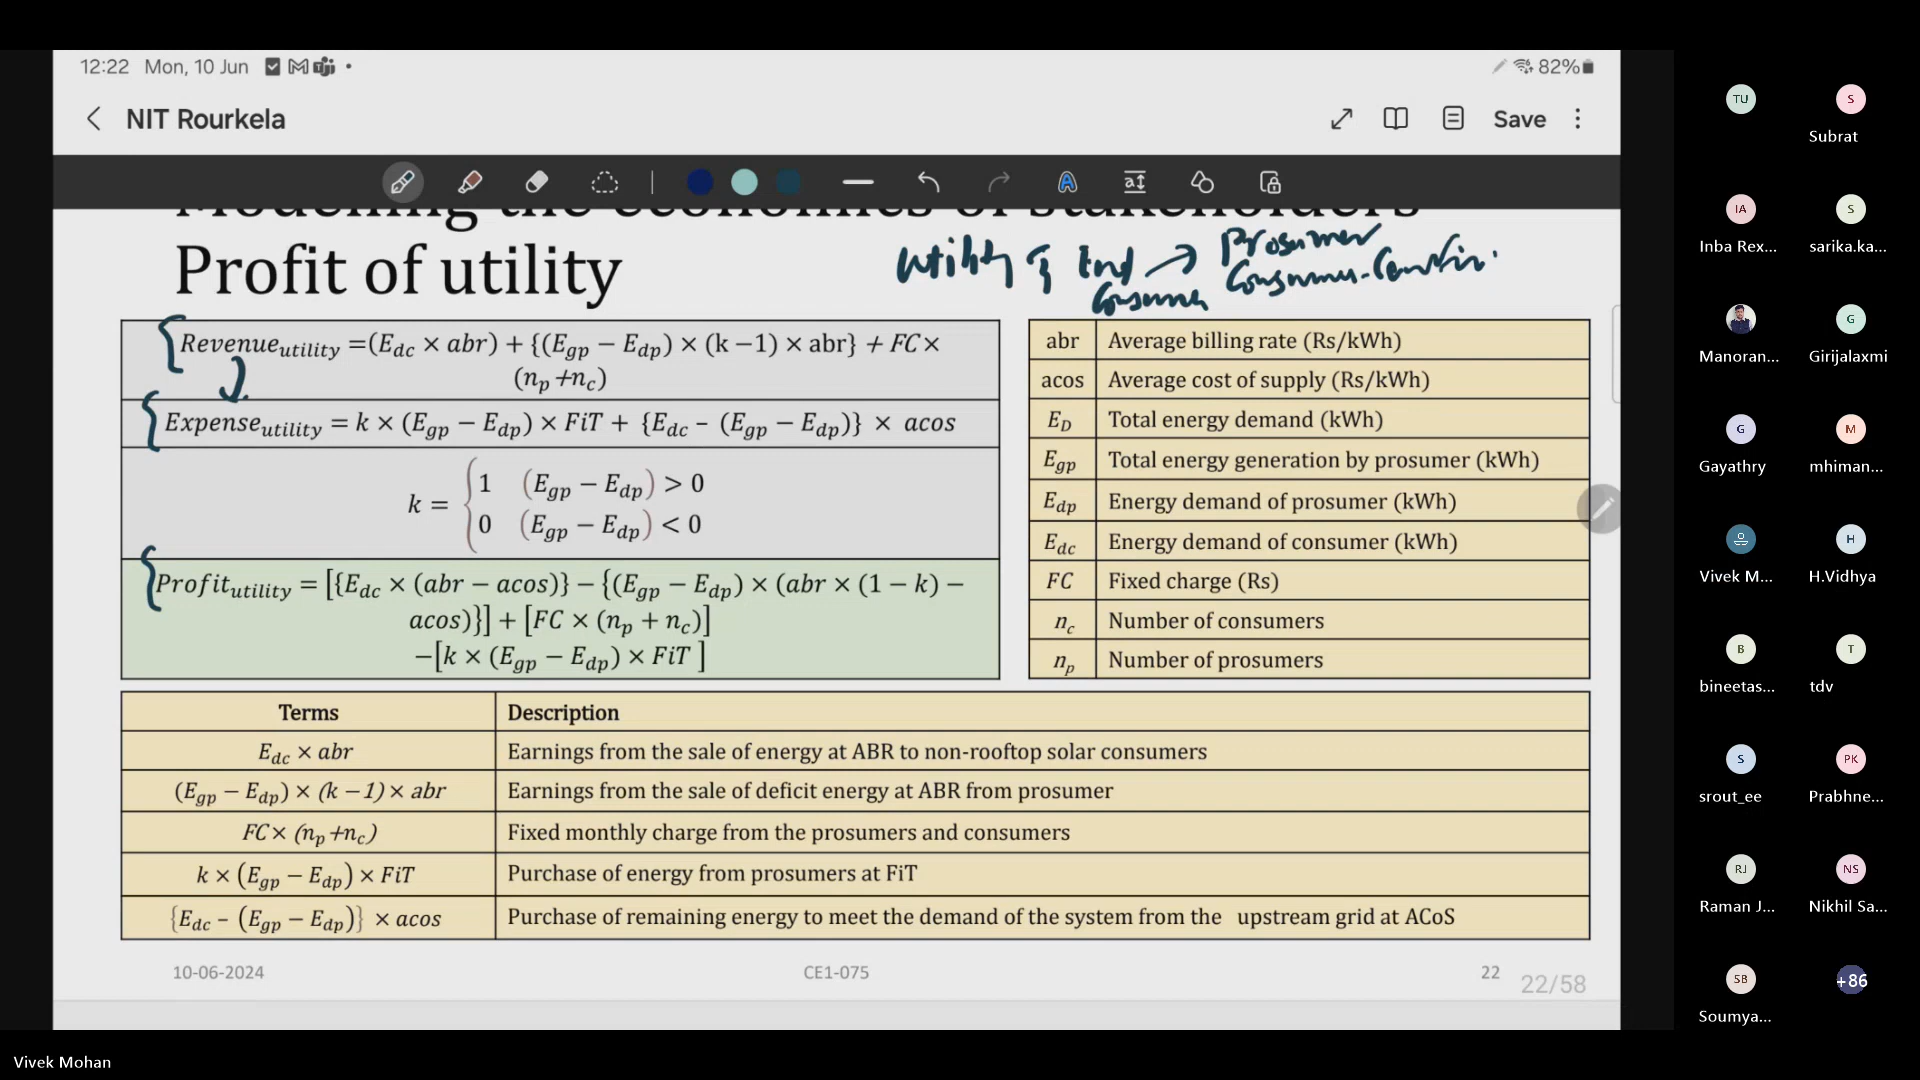 12:22 Mon, 10 Jun
82%
NIT Rourkela
Save
Modelling the economics of stakeholders
Profit of utility
Utility & End Consumer → Prosumer
Consumer-
Revenue_utility =(E_dc × abr) + {(E_gp − E_dp) × (k −1) × abr} + FC×
(n_p +n_c)
Expense_utility = k × (E_gp − E_dp) × FiT + {E_dc - (E_gp − E_dp)} × acos
k = { 1 (E_gp − E_dp) > 0
0 (E_gp − E_dp) < 0
Profit_utility = [{E_dc × (abr − acos)} − {(E_gp − E_dp) × (abr × (1 − k) −
acos)}] + [FC × (n_p + n_c)]
−[k × (E_gp − E_dp) × FiT ]
abr Average billing rate (Rs/kWh)
acos Average cost of supply (Rs/kWh)
E_D Total energy demand (kWh)
E_gp Total energy generation by prosumer (kWh)
E_dp Energy demand of prosumer (kWh)
E_dc Energy demand of consumer (kWh)
FC Fixed charge (Rs)
n_c Number of consumers
n_p Number of prosumers
Terms Description
E_dc × abr Earnings from the sale of energy at ABR to non-rooftop solar consumers
(E_gp − E_dp) × (k −1) × abr Earnings from the sale of deficit energy at ABR from prosumer
FC× (n_p +n_c) Fixed monthly charge from the prosumers and consumers
k × (E_gp − E_dp) × FiT Purchase of energy from prosumers at FiT
{E_dc - (E_gp − E_dp)} × acos Purchase of remaining energy to meet the demand of the system from the upstream grid at ACoS
10-06-2024 CE1-075 22
22/58
TU
S
Subrat
IA
Inba Rex...
S
sarika.ka...
Manoran...
G
Girijalaxmi
G
Gayathry
M
mhiman...
Vivek M...
H
H.Vidhya
B
bineetas...
T
tdv
S
srout_ee
PK
Prabhne...
RJ
Raman J...
NS
Nikhil Sa...
SB
Soumya...
+86
Vivek Mohan